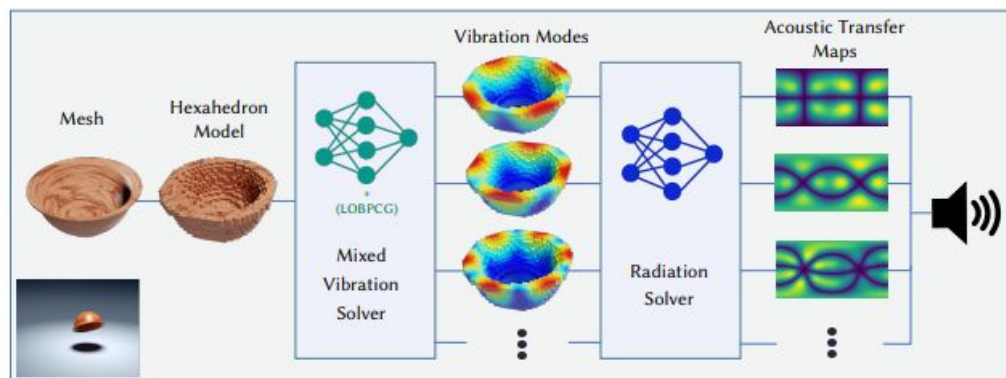 Mesh
Hexahedron
Model
+
(LOBPCG)
Mixed
Vibration
Solver
Vibration Modes
Radiation
Solver
Acoustic Transfer
Maps